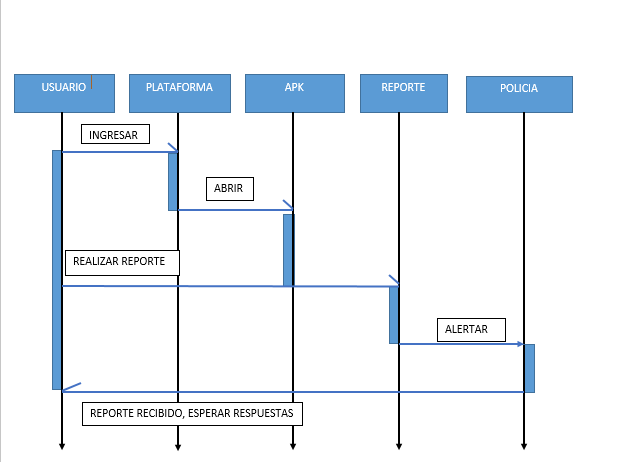 USUARIO
PLATAFORMA
APK
REPORTE
POLICIA
INGRESAR
ABRIR
REALIZAR REPORTE
ALERTAR
REPORTE RECIBIDO, ESPERAR RESPUESTAS